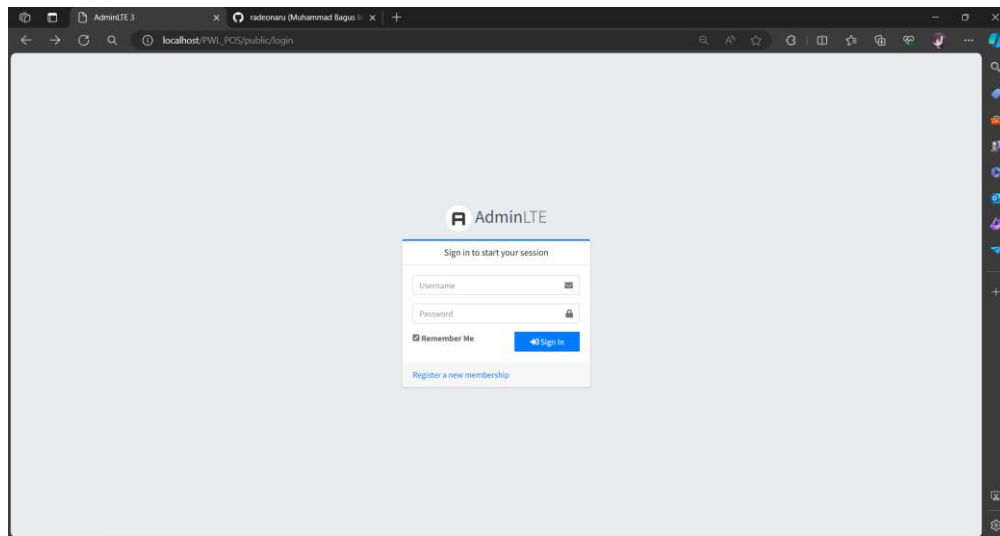 AdminLTE 3
radeonaru (Muhammad Bagus In
localhost/PWL_POS/public/login
AdminLTE
Sign in to start your session
Username
Password
Remember Me
Sign In
Register a new membership